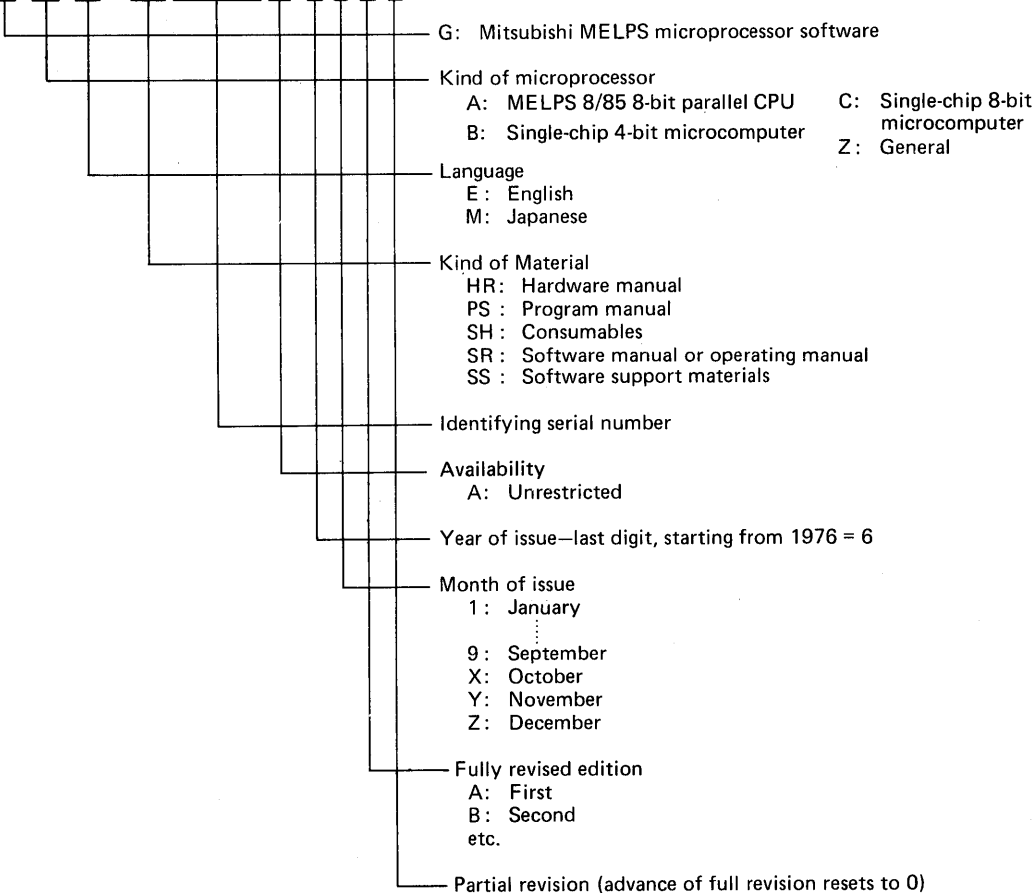 G: Mitsubishi MELPS microprocessor software
Kind of microprocessor
A: MELPS 8/85 8-bit parallel CPU
B: Single-chip 4-bit microcomputer
C: Single-chip 8-bit
microcomputer
Z: General
Language
E: English
M: Japanese
Kind of Material
HR: Hardware manual
PS: Program manual
SH: Consumables
SR: Software manual or operating manual
SS: Software support materials
Identifying serial number
Availability
A: Unrestricted
Year of issue—last digit, starting from 1976 = 6
Month of issue
1: January
9: September
X: October
Y: November
Z: December
Fully revised edition
A: First
B: Second
etc.
Partial revision (advance of full revision resets to 0)